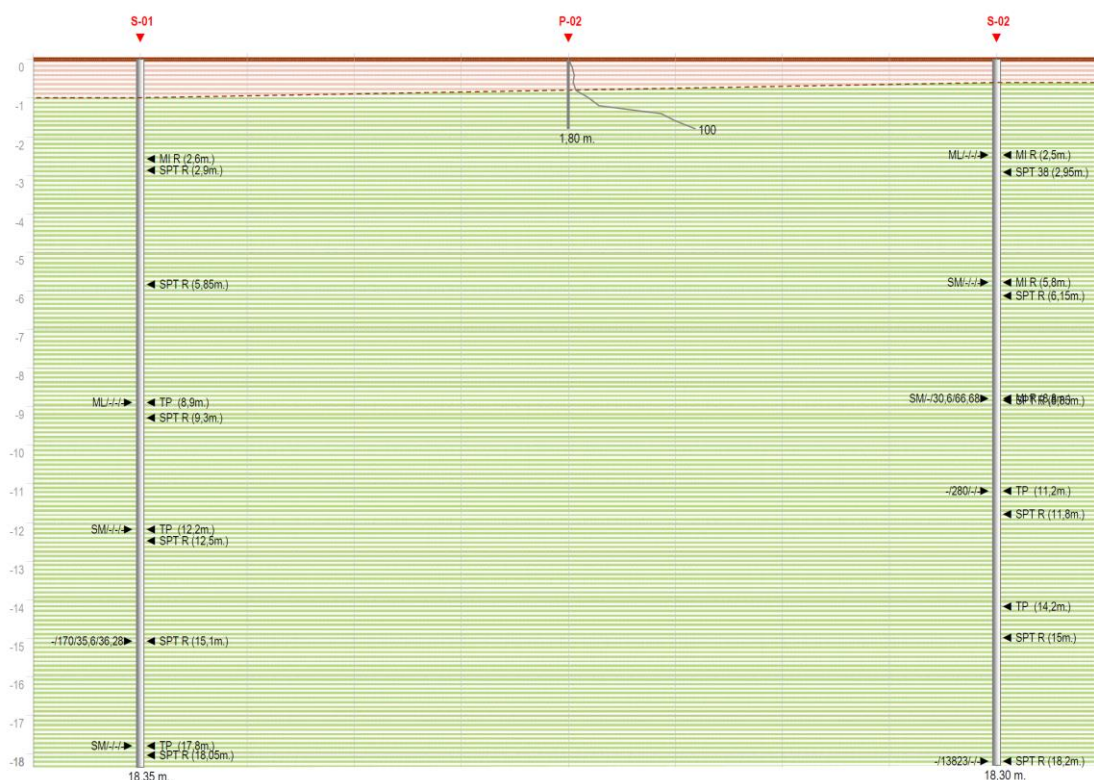 S-01
P-02
S-02
0
-1
-2
-3
-4
-5
-6
-7
-8
-9
-10
-11
-12
-13
-14
-15
-16
-17
-18
MI R (2,6m.)
SPT R (2,9m.)
SPT R (5,85m.)
ML/-/-/-
TP (8,9m.)
SPT R (9,3m.)
SM/-/-/-
TP (12,2m.)
SPT R (12,5m.)
-/170/35,6/36,28
SPT R (15,1m.)
SM/-/-/-
TP (17,8m.)
SPT R (18,05m.)
18.35 m.
100
1,80 m.
ML/-/-/-
MI R (2,5m.)
SPT 38 (2,95m.)
SM/-/-/-
MI R (5,8m.)
SPT R (6,15m.)
SM/-/30,6/66,68
-/280/-/-
TP (11,2m.)
SPT R (11,8m.)
TP (14,2m.)
SPT R (15m.)
-/13823/-/-
SPT R (18,2m.)
18.30 m.